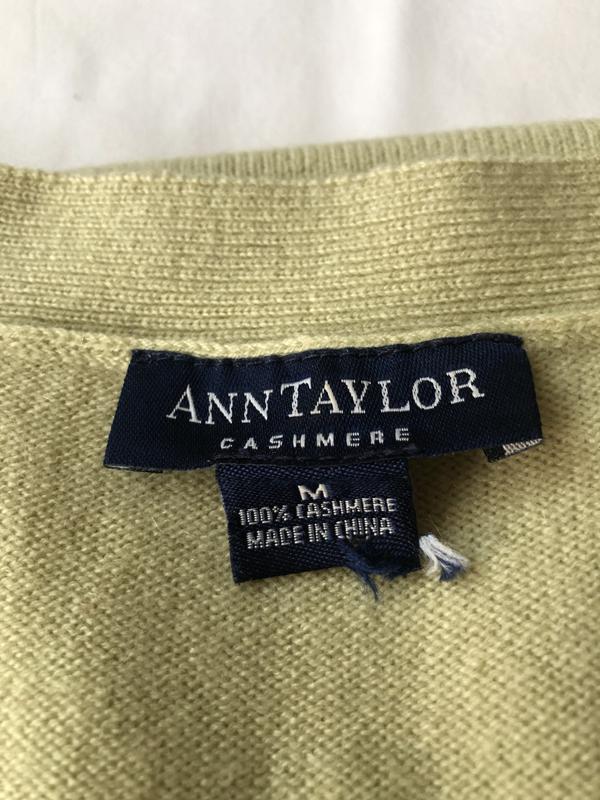 ANNTAYLOR
CASHMERE
M
100% CASHMERE
MADE IN CHINA